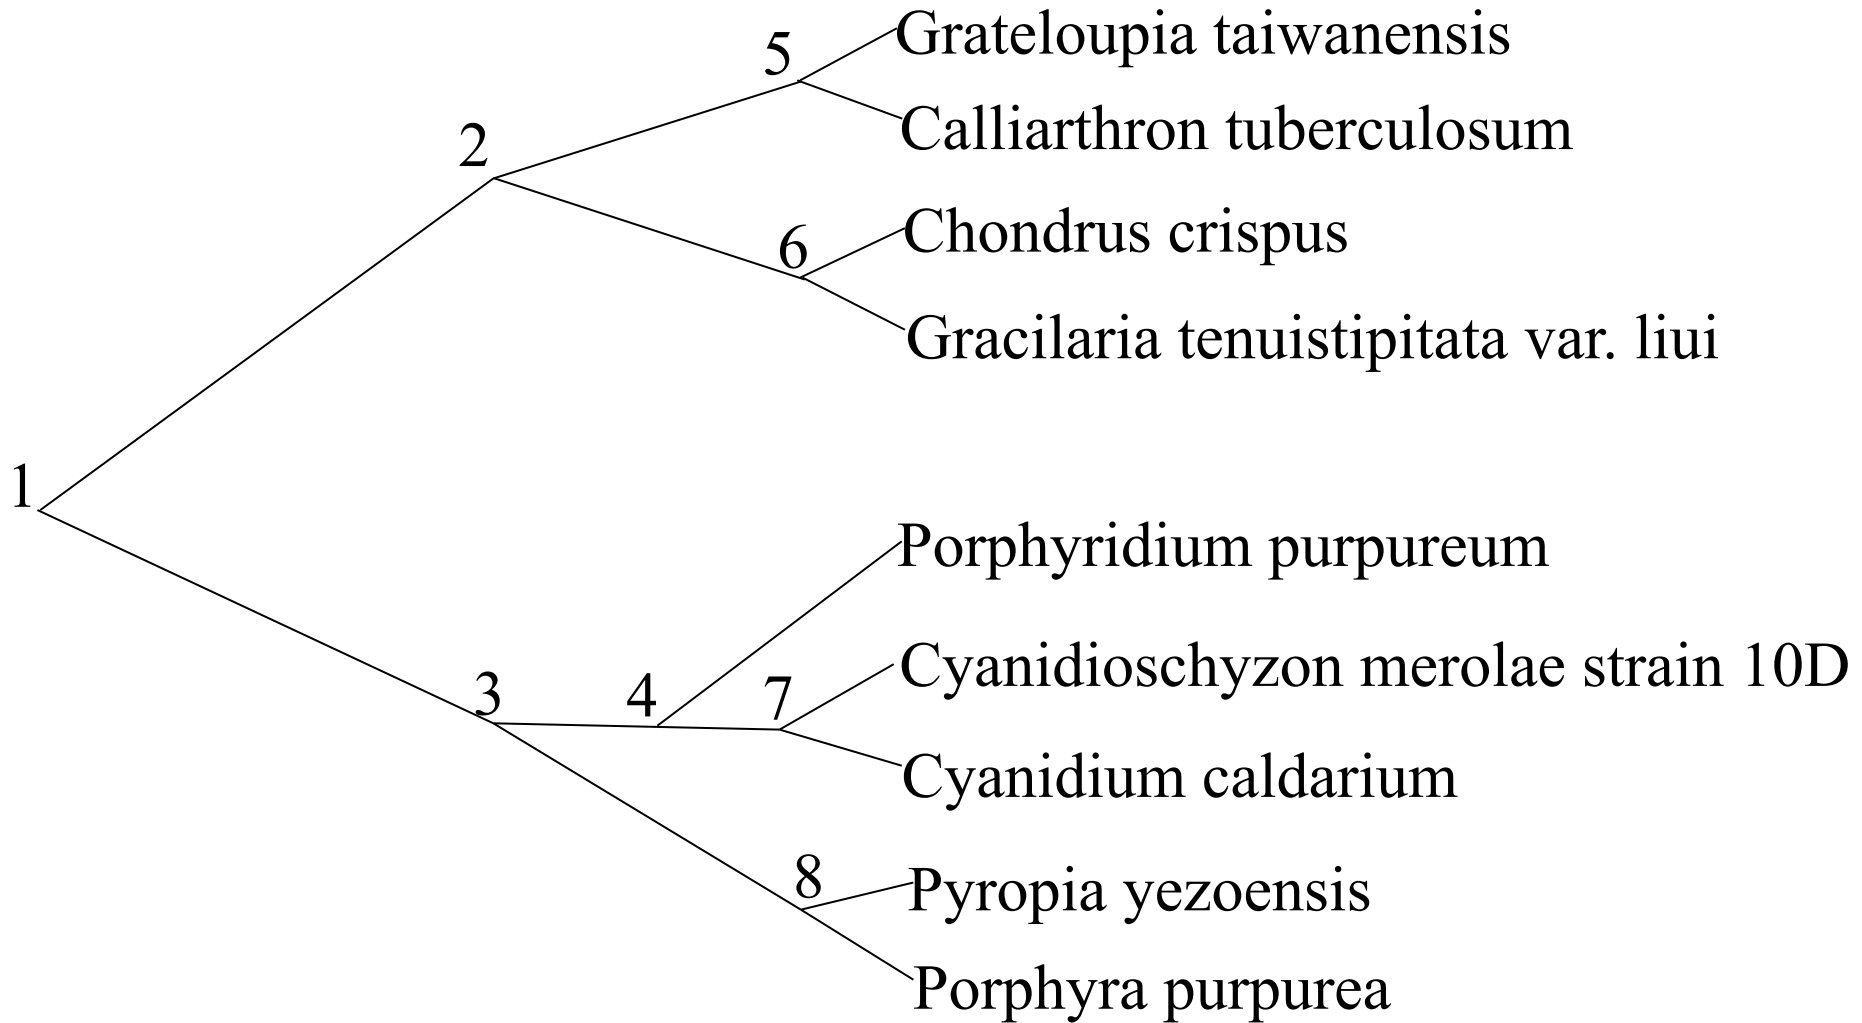 5
Grateloupia taiwanensis
Calliarthron tuberculosum
2
6
Chondrus crispus
Gracilaria tenuistipitata var. liui
1
Porphyridium purpureum
Cyanidioschyzon merolae strain 10D
3
4
7
Cyanidium caldarium
8
Pyropia yezoensis
Porphyra purpurea